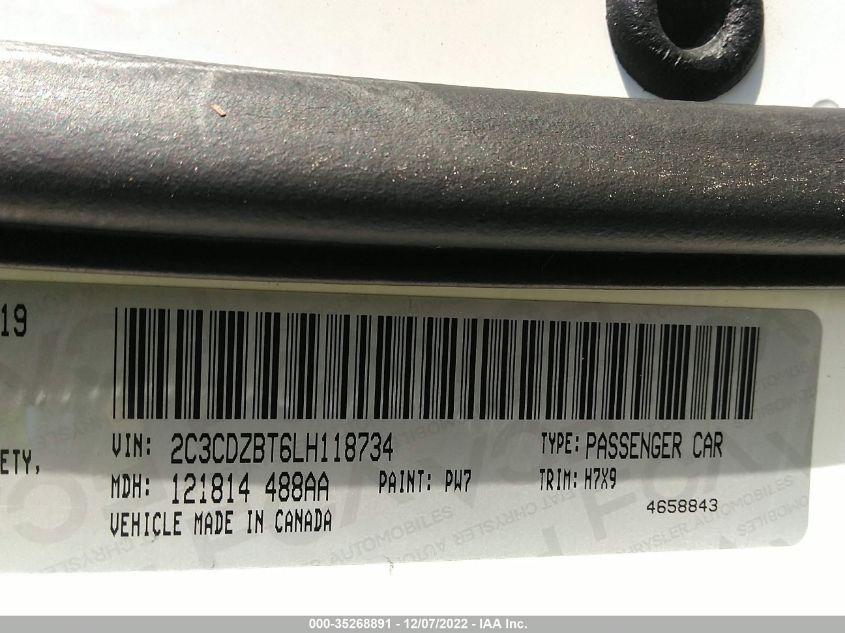 19
ETY,
VIN: 2C3CDZBT6LH118734 TYPE: PASSENGER CAR
MDH: 121814 488AA PAINT: PW7 TRIM: H7X9
4658843
VEHICLE MADE IN CANADA
000-35268891 - 12/07/2022 - IAA Inc.